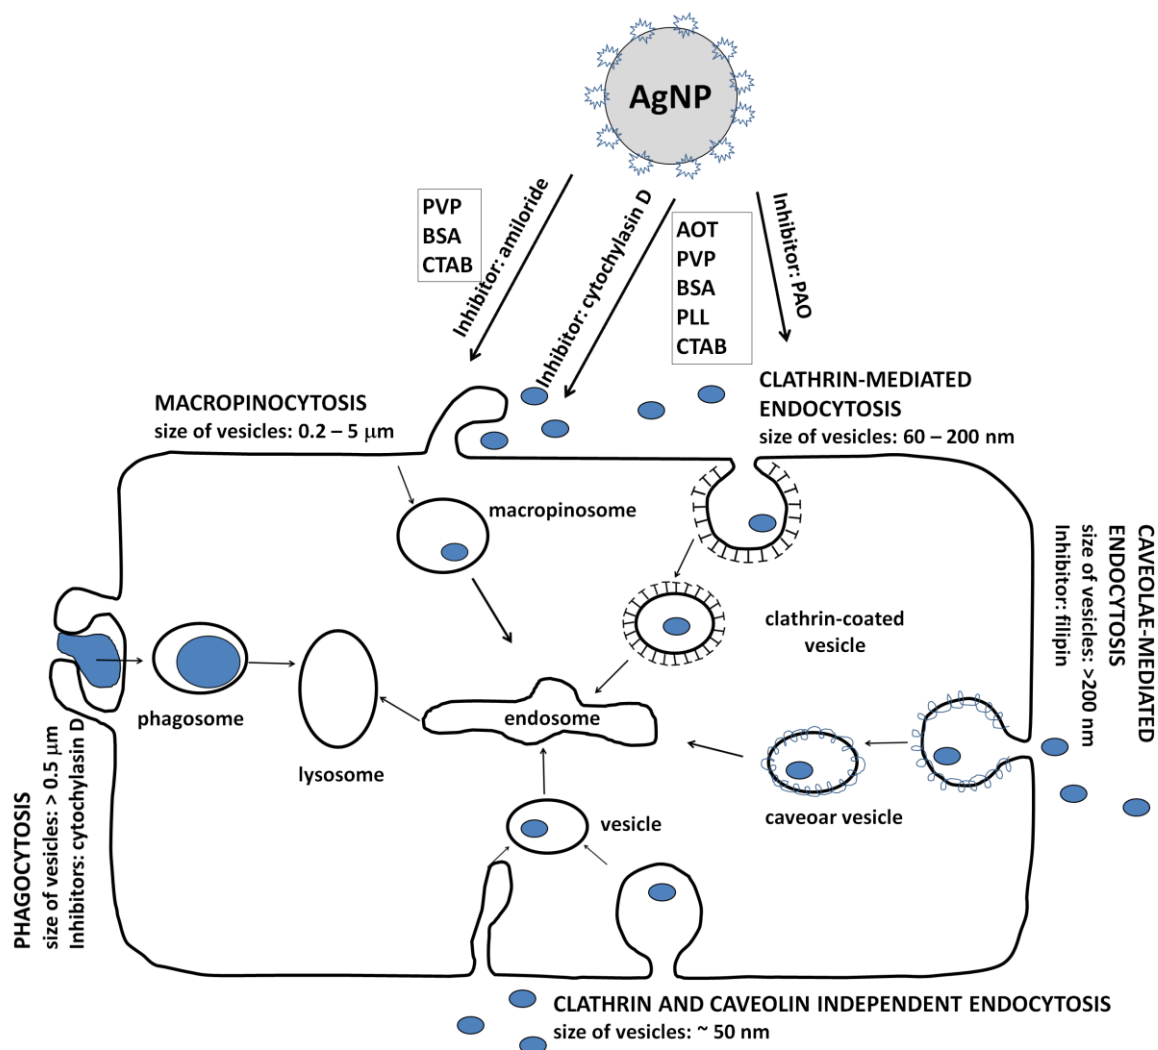 AgNP
PVP
BSA
CTAB
Inhibitor: amiloride
Inhibitor: cytochylasin D
AOT
PVP
BSA
PLL
CTAB
Inhibitor: PAO
MACROPINOCYTOSIS
size of vesicles: 0.2 – 5 μm
CLATHRIN-MEDIATED
ENDOCYTOSIS
size of vesicles: 60 – 200 nm
macropinosome
clathrin-coated
vesicle
CAVEOLAE-MEDIATED
ENDOCYTOSIS
size of vesicles: >200 nm
Inhibitor: filipin
phagosome
lysosome
endosome
caveoar vesicle
vesicle
PHAGOCYTOSIS
size of vesicles: > 0.5 μm
Inhibitors: cytochylasin D
CLATHRIN AND CAVEOLIN INDEPENDENT ENDOCYTOSIS
size of vesicles: ~ 50 nm